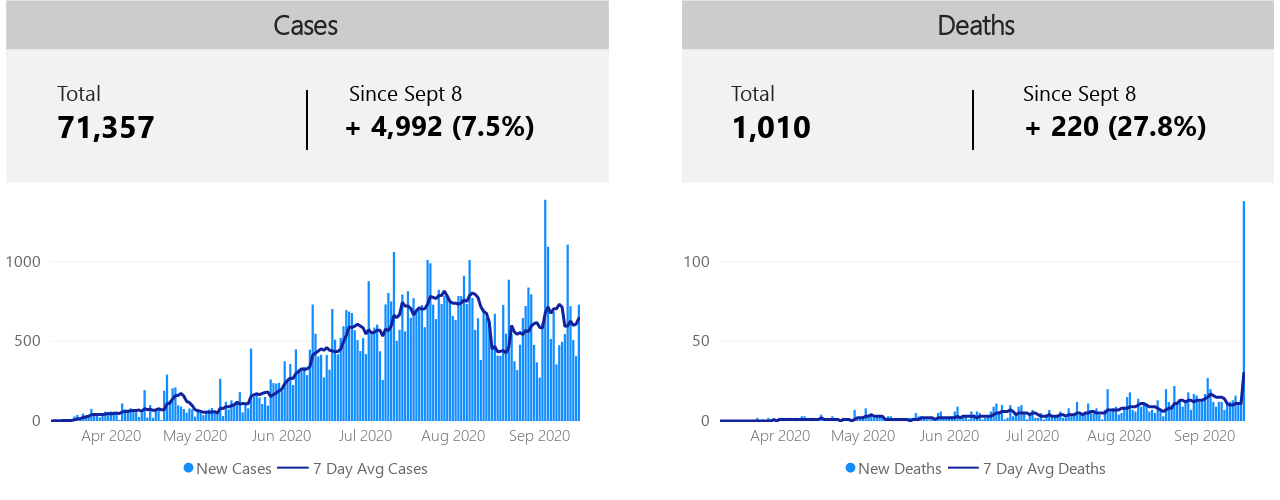 Cases
Total
71,357
Since Sept 8
+ 4,992 (7.5%)
1000
500
0
Apr 2020 May 2020 Jun 2020 Jul 2020 Aug 2020 Sep 2020
New Cases 7 Day Avg Cases
Deaths
Total
1,010
Since Sept 8
+ 220 (27.8%)
100
50
0
Apr 2020 May 2020 Jun 2020 Jul 2020 Aug 2020 Sep 2020
New Deaths 7 Day Avg Deaths